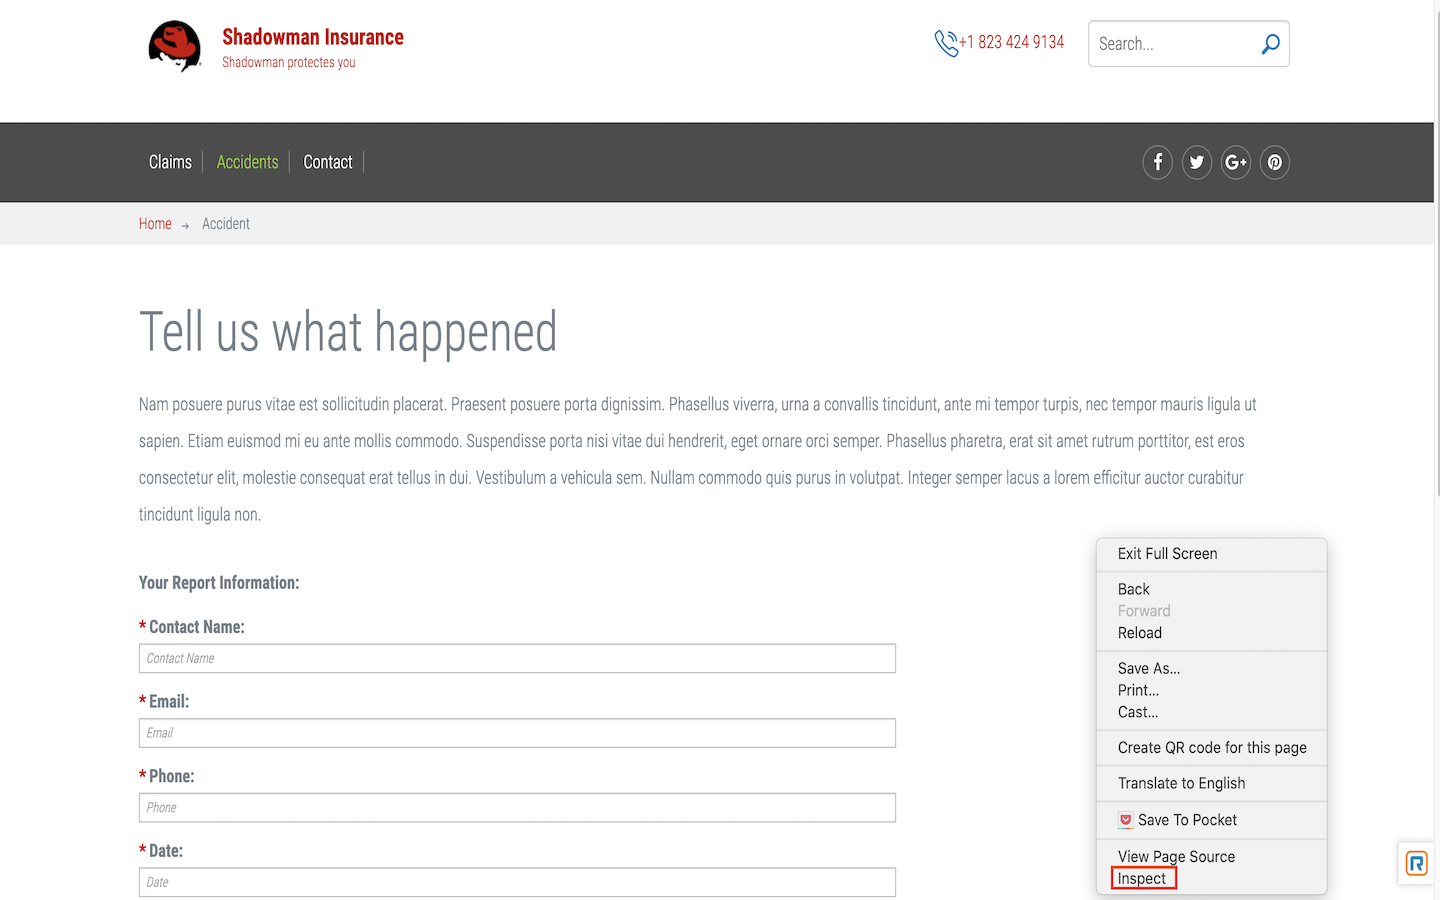 Shadowman Insurance
Shadowman protectes you
+1 823 424 9134
Search...
Claims
Accidents
Contact
Home → Accident
Tell us what happened
Nam posuere purus vitae est sollicitudin placerat. Praesent posuere porta dignissim. Phasellus viverra, urna a convallis tincidunt, ante mi tempor turpis, nec tempor mauris ligula ut
sapien. Etiam euismod mi eu ante mollis commodo. Suspendisse porta nisi vitae dui hendrerit, eget ornare orci semper. Phasellus pharetra, erat sit amet rutrum porttitor, est eros
consectetur elit, molestie consequat erat tellus in dui. Vestibulum a vehicula sem. Nullam commodo quis purus in volutpat. Integer semper lacus a lorem efficitur auctor curabitur
tincidunt ligula non.
Your Report Information:
* Contact Name:
Contact Name
* Email:
Email
* Phone:
Phone
* Date:
Date
Exit Full Screen
Back
Forward
Reload
Save As...
Print...
Cast...
Create QR code for this page
Translate to English
Save To Pocket
View Page Source
Inspect